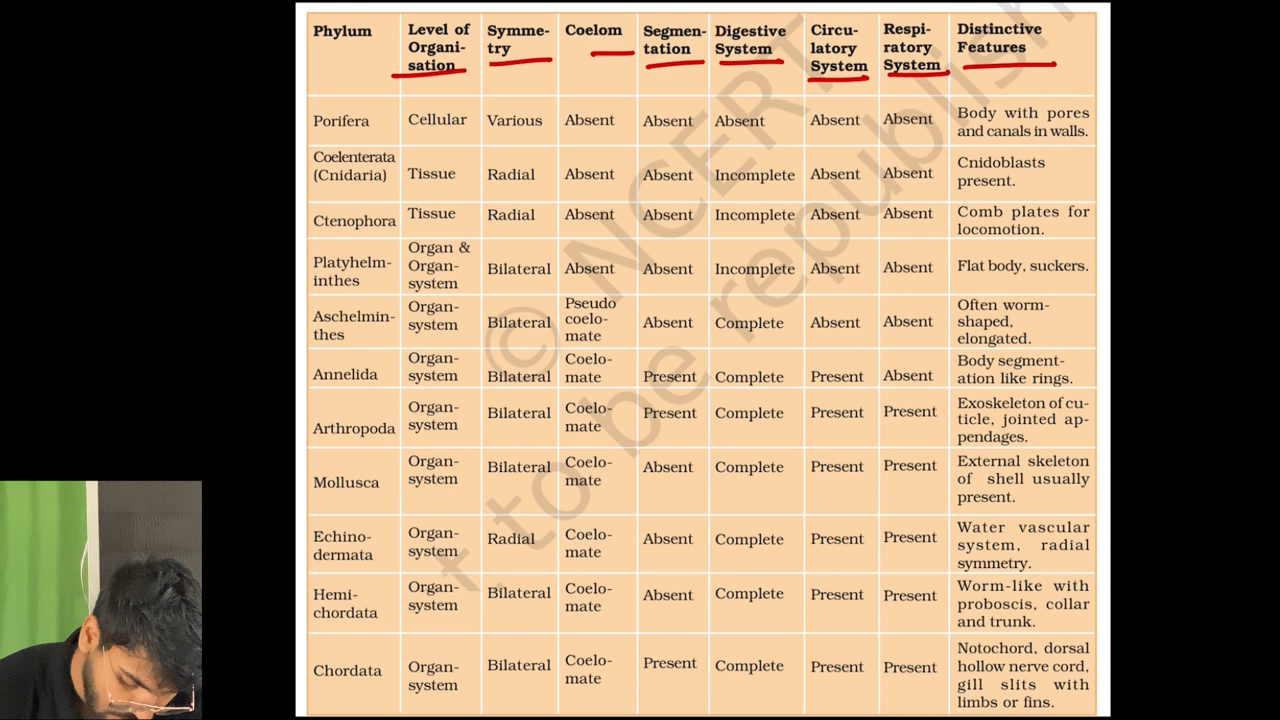 Phylum
Level of
Organi-
sation
Symme-
try
Coelom
Segmen-
tation
Digestive
System
Circu-
latory
System
Respi-
ratory
System
Distinctive
Features
Porifera
Cellular
Various
Absent
Absent
Absent
Absent
Absent
Body with pores
and canals in walls.
Coelenterata
(Cnidaria)
Tissue
Radial
Absent
Absent
Incomplete
Absent
Absent
Cnidoblasts
present.
Ctenophora
Tissue
Radial
Absent
Absent
Incomplete
Absent
Absent
Comb plates for
locomotion.
Platyhelm-
inthes
Organ &
Organ-
system
Bilateral
Absent
Absent
Incomplete
Absent
Absent
Flat body, suckers.
Aschelmin-
thes
Organ-
system
Bilateral
Pseudo
coelo-
mate
Absent
Complete
Absent
Absent
Often worm-
shaped,
elongated.
Annelida
Organ-
system
Bilateral
Coelo-
mate
Present
Complete
Present
Absent
Body segment-
ation like rings.
Arthropoda
Organ-
system
Bilateral
Coelo-
mate
Present
Complete
Present
Present
Exoskeleton of cu-
ticle, jointed ap-
pendages.
Mollusca
Organ-
system
Bilateral
Coelo-
mate
Absent
Complete
Present
Present
External skeleton
of shell usually
present.
Echino-
dermata
Organ-
system
Radial
Coelo-
mate
Absent
Complete
Present
Present
Water vascular
system, radial
symmetry.
Hemi-
chordata
Organ-
system
Bilateral
Coelo-
mate
Absent
Complete
Present
Present
Worm-like with
proboscis, collar
and trunk.
Chordata
Organ-
system
Bilateral
Coelo-
mate
Present
Complete
Present
Present
Notochord, dorsal
hollow nerve cord,
gill slits with
limbs or fins.
© NCERT
t to be republish